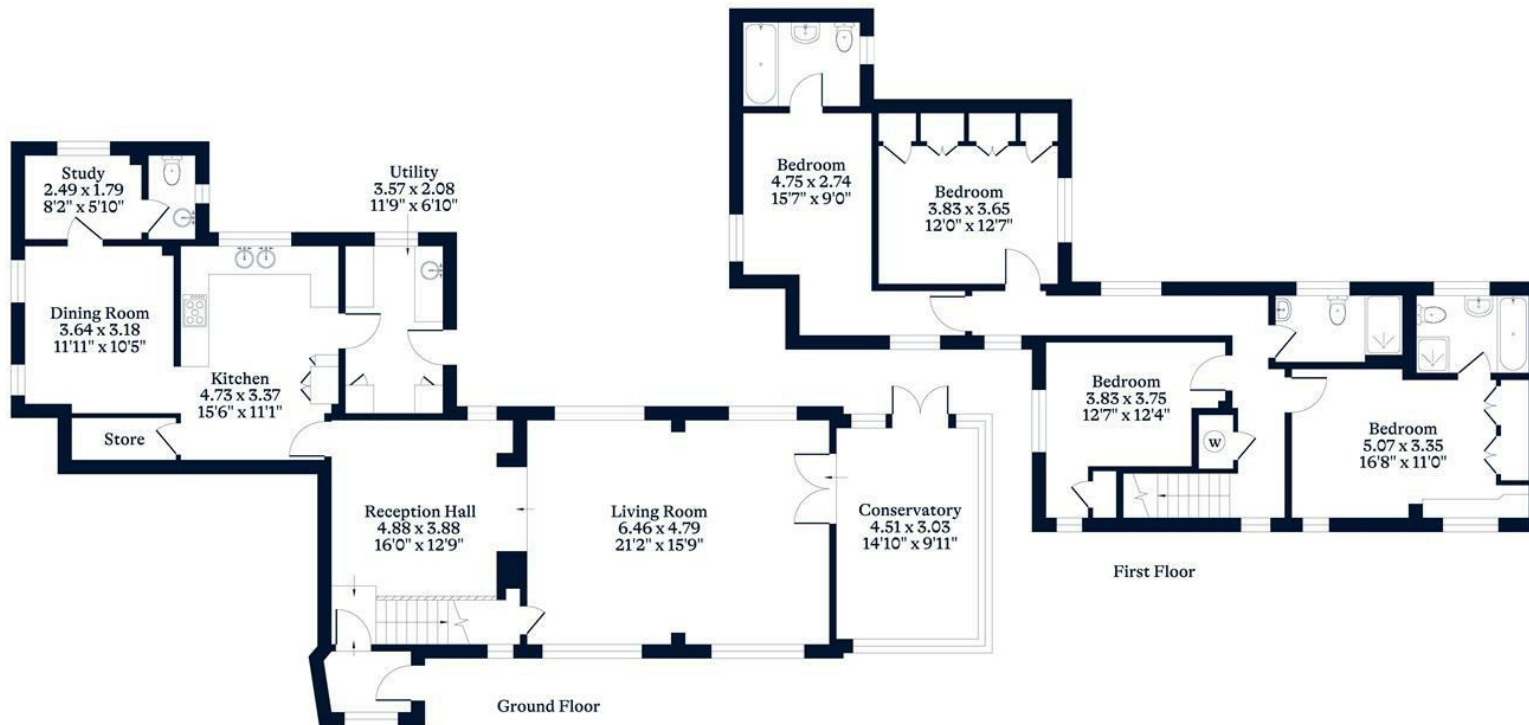 Study
2.49 x 1.79
8'2" x 5'10"
Utility
3.57 x 2.08
11'9" x 6'10"
Dining Room
3.64 x 3.18
11'11" x 10'5"
Kitchen
4.73 x 3.37
15'6" x 11'1"
Store
Reception Hall
4.88 x 3.88
16'0" x 12'9"
Living Room
6.46 x 4.79
21'2" x 15'9"
Conservatory
4.51 x 3.03
14'10" x 9'11"
Ground Floor
Bedroom
4.75 x 2.74
15'7" x 9'0"
Bedroom
3.83 x 3.65
12'0" x 12'7"
Bedroom
3.83 x 3.75
12'7" x 12'4"
W
Bedroom
5.07 x 3.35
16'8" x 11'0"
First Floor